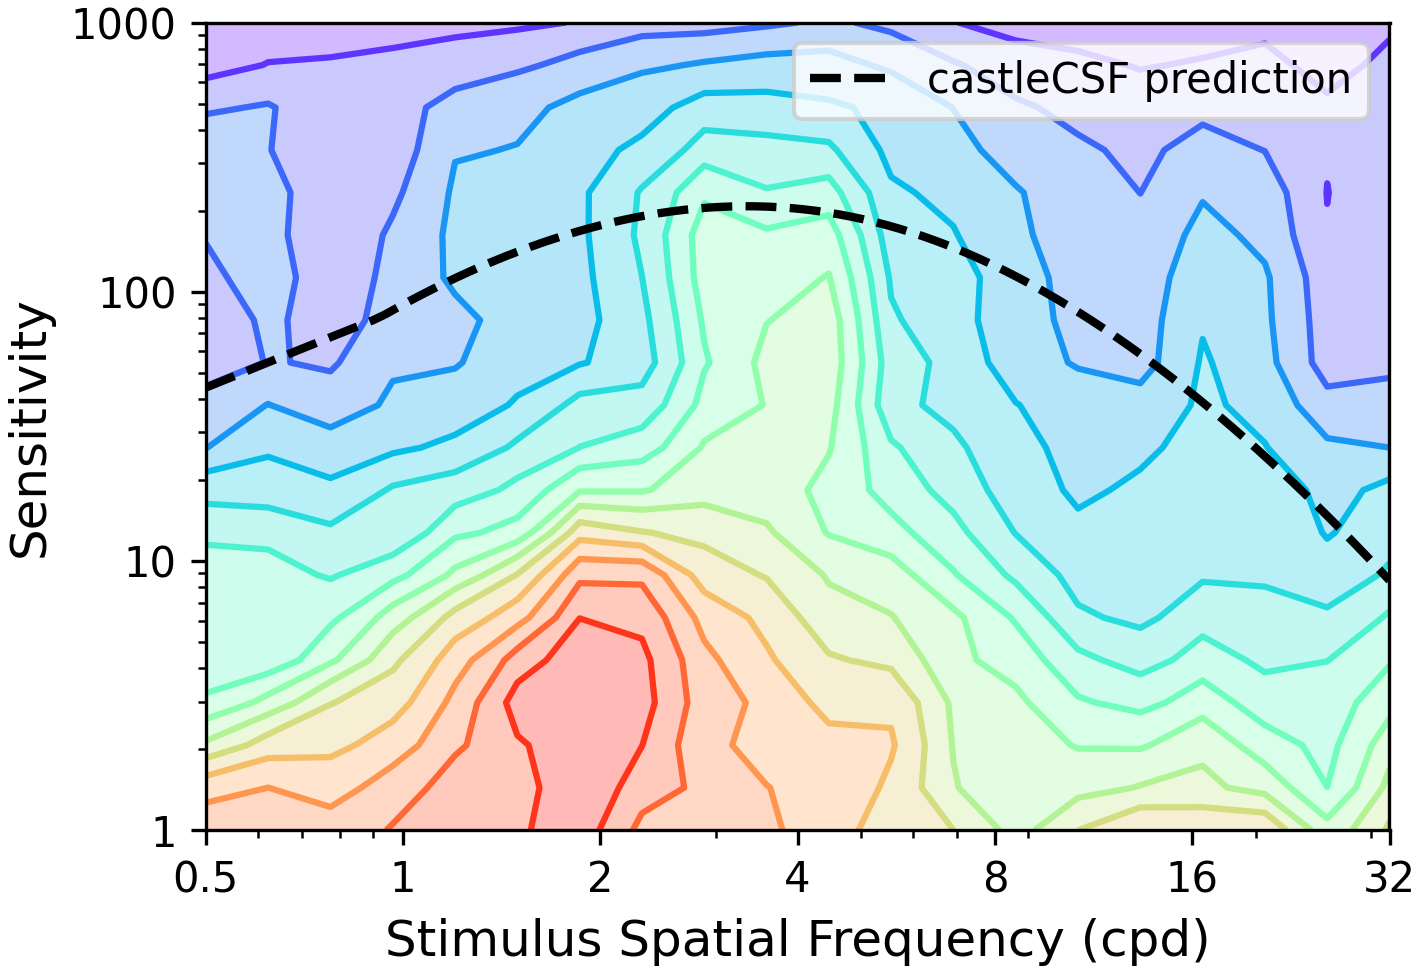 1000
100
10
1
Sensitivity
castleCSF prediction
0.5 1 2 4 8 16 32
Stimulus Spatial Frequency (cpd)